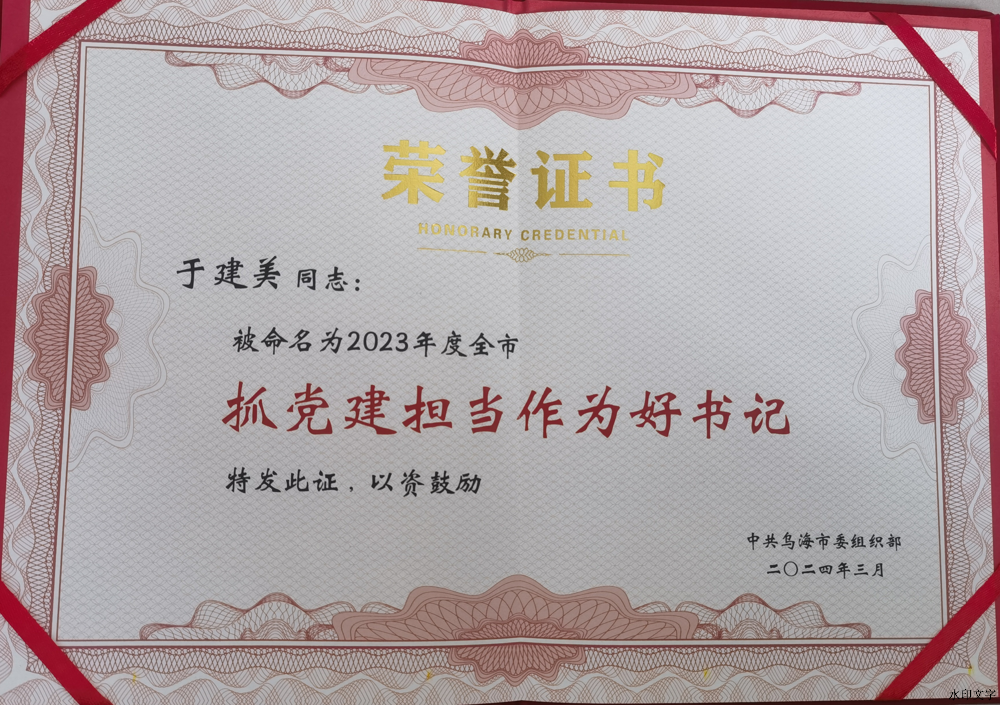 荣誉证书
HONORARY CREDENTIAL
于建美同志：
被命名为2023年度全市
抓党建担当作为好书记
特发此证，以资鼓励
中共乌海市委组织部
二〇二四年三月
水印文字